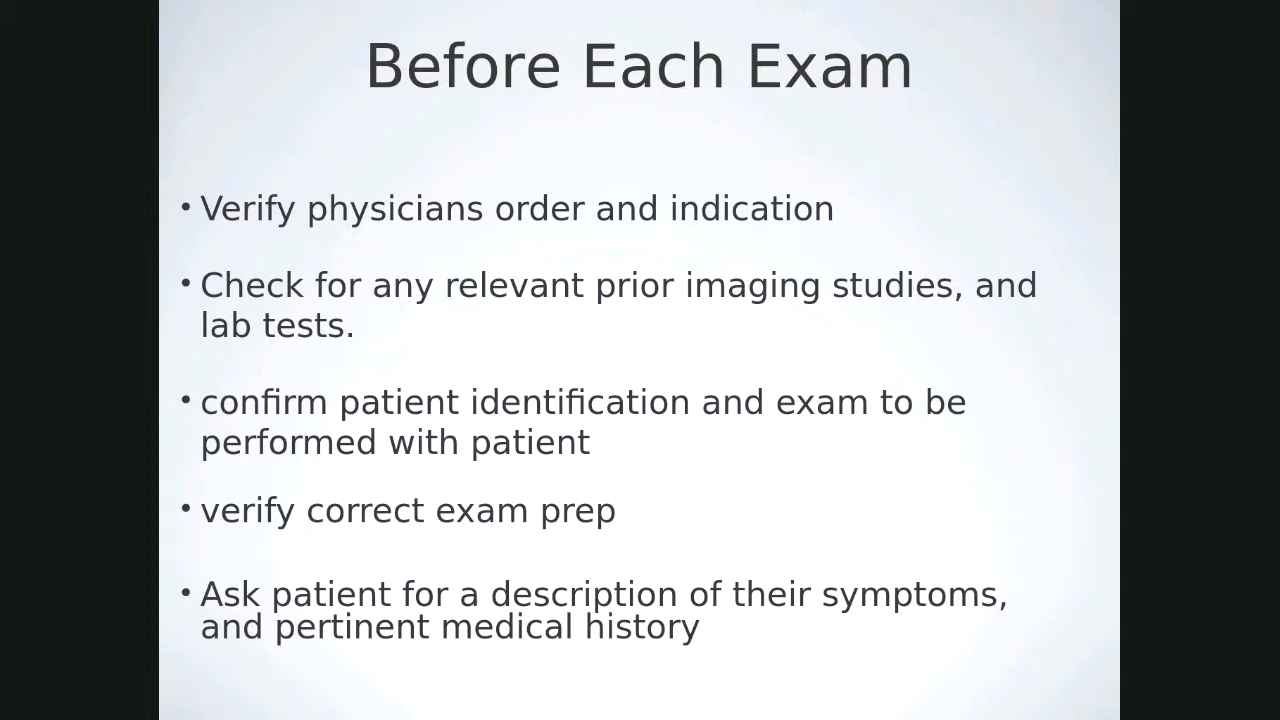 Before Each Exam
• Verify physicians order and indication
• Check for any relevant prior imaging studies, and
lab tests.
• confirm patient identification and exam to be
performed with patient
• verify correct exam prep
• Ask patient for a description of their symptoms,
and pertinent medical history